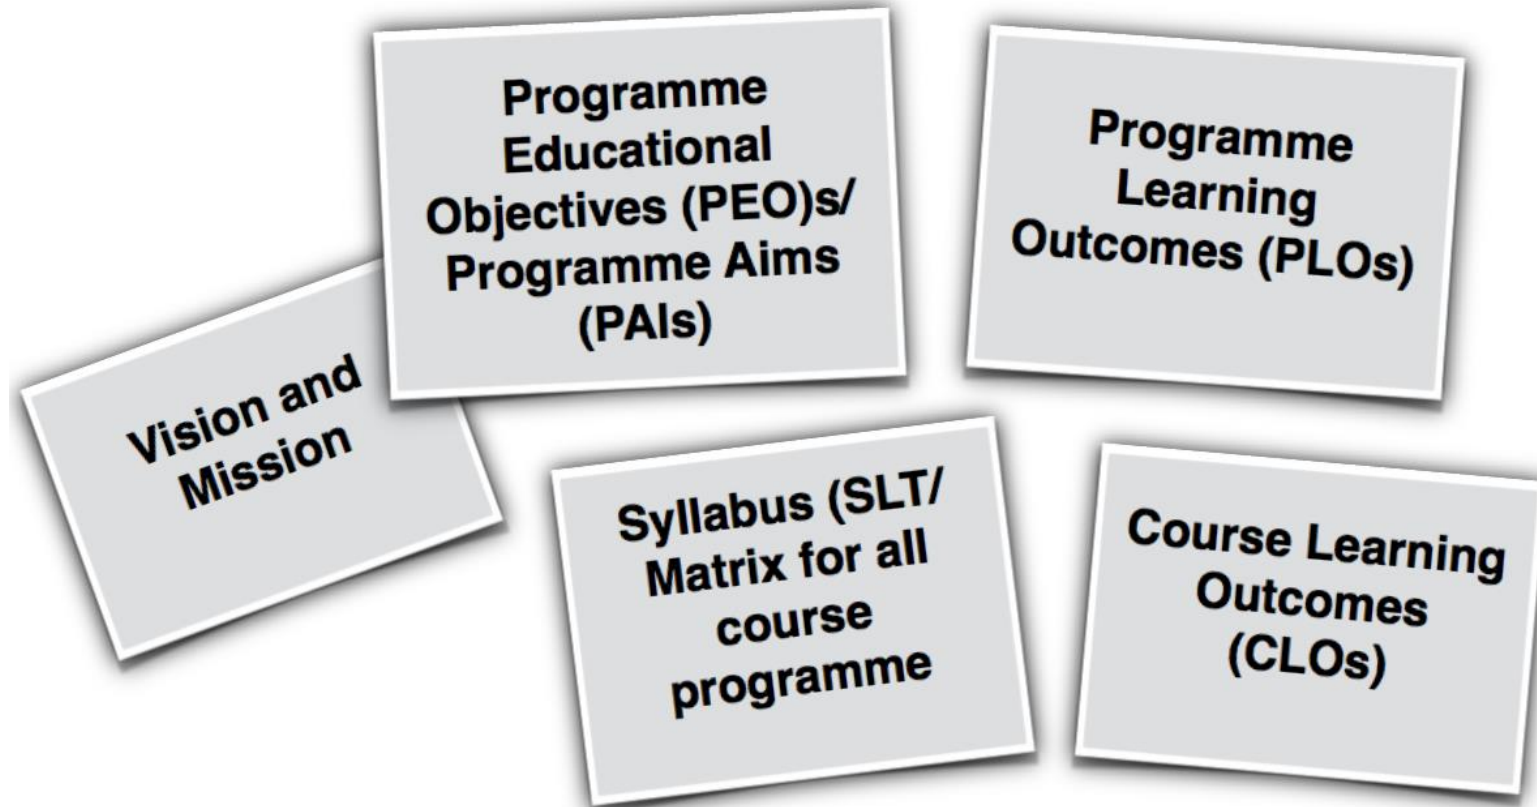 Programme
Educational
Objectives (PEO)s/
Programme Aims
(PAIs)
Programme
Learning
Outcomes (PLOs)
Vision and
Mission
Syllabus (SLT/
Matrix for all
course
programme
Course Learning
Outcomes
(CLOs)